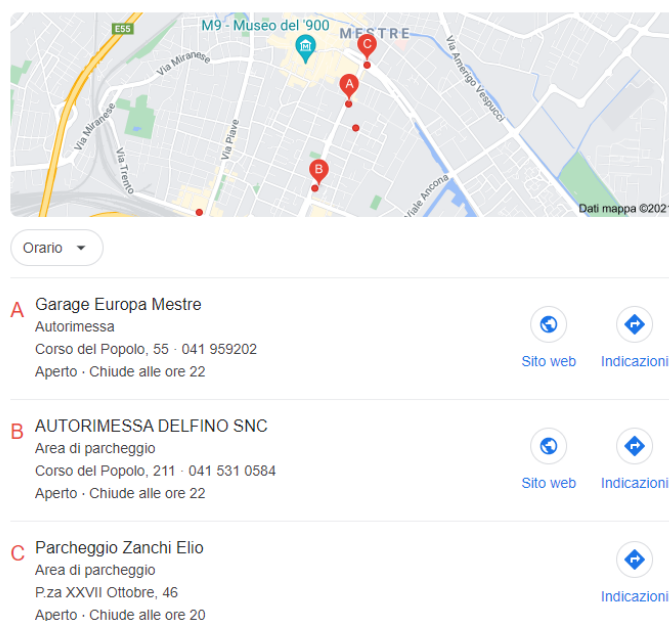 E55
M9 - Museo del '900
MESTRE
C
Via Miranese
Via Amerigo Vespucci
A
Via Miranese
Via Piave
Via Trento
B
Viale Ancona
Dati mappa ©2021
Orario
A
Garage Europa Mestre
Autorimessa
Corso del Popolo, 55 · 041 959202
Aperto · Chiude alle ore 22
Sito web
Indicazioni
B
AUTORIMESSA DELFINO SNC
Area di parcheggio
Corso del Popolo, 211 · 041 531 0584
Aperto · Chiude alle ore 22
Sito web
Indicazioni
C
Parcheggio Zanchi Elio
Area di parcheggio
P.za XXVII Ottobre, 46
Aperto · Chiude alle ore 20
Indicazioni